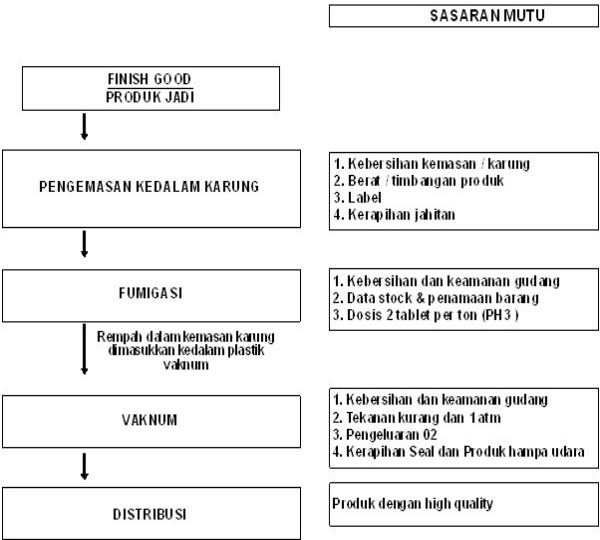 SASARAN MUTU
FINISH GOOD
PRODUK JADI
PENGEMASAN KEDALAM KARUNG
1. Kebersihan kemasan / karung
2. Berat / timbangan produk
3. Label
4. Kerapihan jahitan
FUMIGASI
1. Kebersihan dan keamanan gudang
2. Data stock & penamaan barang
3. Dosis 2 tablet per ton (PH3 )
Rempah dalam kemasan karung
dimasukkan kedalam plastik
vaknum
VAKNUM
1. Kebersihan dan keamanan gudang
2. Tekanan kurang dan 1 atm
3. Pengeluaran 02
4. Kerapihan Seal dan Produk hampa udara
DISTRIBUSI
Produk dengan high quality